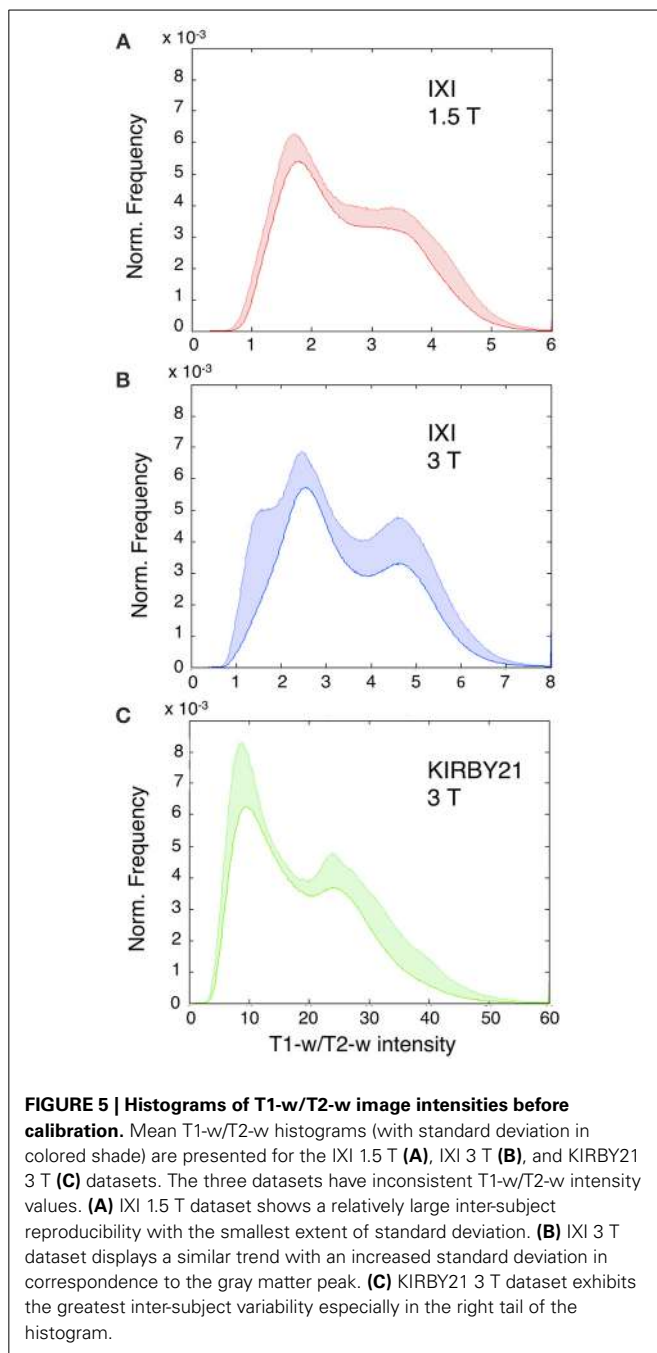 A
x 10-3
IXI
1.5 T
Norm. Frequency
8
7
6
5
4
3
2
1
0
0 1 2 3 4 5 6
B
x 10-3
IXI
3 T
Norm. Frequency
8
7
6
5
4
3
2
1
0
0 1 2 3 4 5 6 7 8
C
x 10-3
KIRBY21
3 T
Norm. Frequency
8
7
6
5
4
3
2
1
0
0 10 20 30 40 50 60
T1-w/T2-w intensity
FIGURE 5 | Histograms of T1-w/T2-w image intensities before
calibration. Mean T1-w/T2-w histograms (with standard deviation in
colored shade) are presented for the IXI 1.5 T (A), IXI 3 T (B), and KIRBY21
3 T (C) datasets. The three datasets have inconsistent T1-w/T2-w intensity
values. (A) IXI 1.5 T dataset shows a relatively large inter-subject
reproducibility with the smallest extent of standard deviation. (B) IXI 3 T
dataset displays a similar trend with an increased standard deviation in
correspondence to the gray matter peak. (C) KIRBY21 3 T dataset exhibits
the greatest inter-subject variability especially in the right tail of the
histogram.